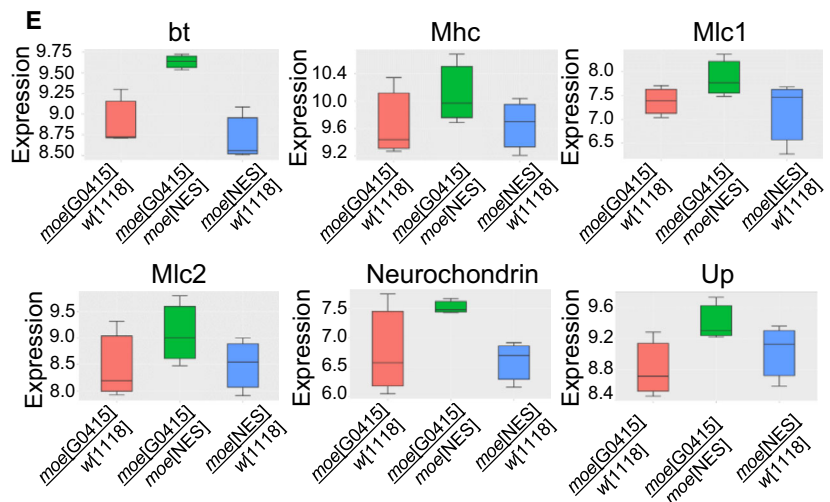 E
bt
Mhc
Mlc1
Expression
9.75
9.50
9.25
9.00
8.75
8.50
moe[G0415]
w[1118]
moe[G0415]
moe[NES]
moe[NES]
w[1118]
Expression
10.4
10.0
9.6
9.2
moe[G0415]
w[1118]
moe[G0415]
moe[NES]
moe[NES]
w[1118]
Expression
8.0
7.5
7.0
6.5
moe[G0415]
w[1118]
moe[G0415]
moe[NES]
moe[NES]
w[1118]
Mlc2
Neurochondrin
Up
Expression
9.5
9.0
8.5
8.0
moe[G0415]
w[1118]
moe[G0415]
moe[NES]
moe[NES]
w[1118]
Expression
7.5
7.0
6.5
6.0
moe[G0415]
w[1118]
moe[G0415]
moe[NES]
moe[NES]
w[1118]
Expression
9.6
9.2
8.8
8.4
moe[G0415]
w[1118]
moe[G0415]
moe[NES]
moe[NES]
w[1118]